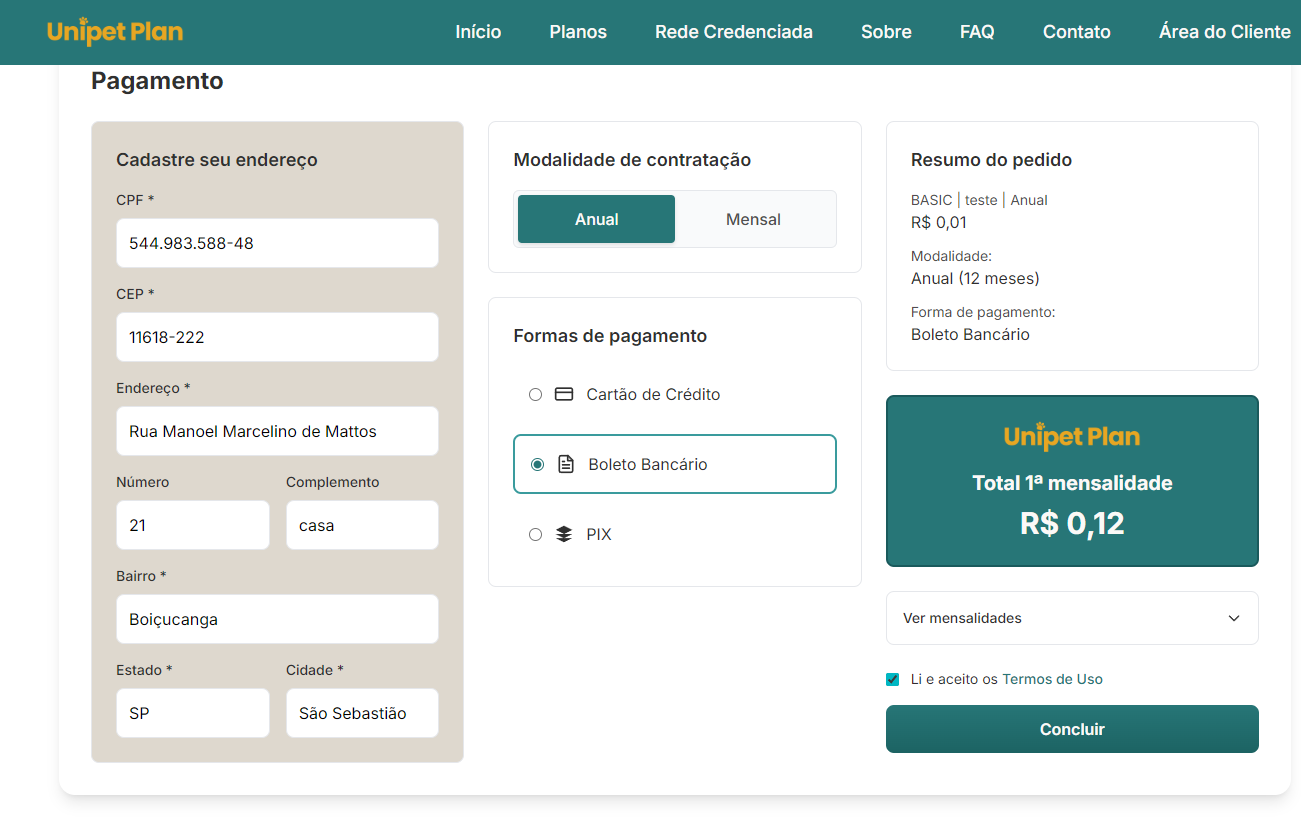 Unipet Plan
Início Planos Rede Credenciada Sobre FAQ Contato Área do Cliente
Pagamento
Cadastre seu endereço
CPF *
544.983.588-48
CEP *
11618-222
Endereço *
Rua Manoel Marcelino de Mattos
Número Complemento
21 casa
Bairro *
Boiçucanga
Estado * Cidade *
SP São Sebastião
Modalidade de contratação
Anual Mensal
Formas de pagamento
Cartão de Crédito
Boleto Bancário
PIX
Resumo do pedido
BASIC | teste | Anual
R$ 0,01
Modalidade:
Anual (12 meses)
Forma de pagamento:
Boleto Bancário
Unipet Plan
Total 1ª mensalidade
R$ 0,12
Ver mensalidades
Li e aceito os Termos de Uso
Concluir